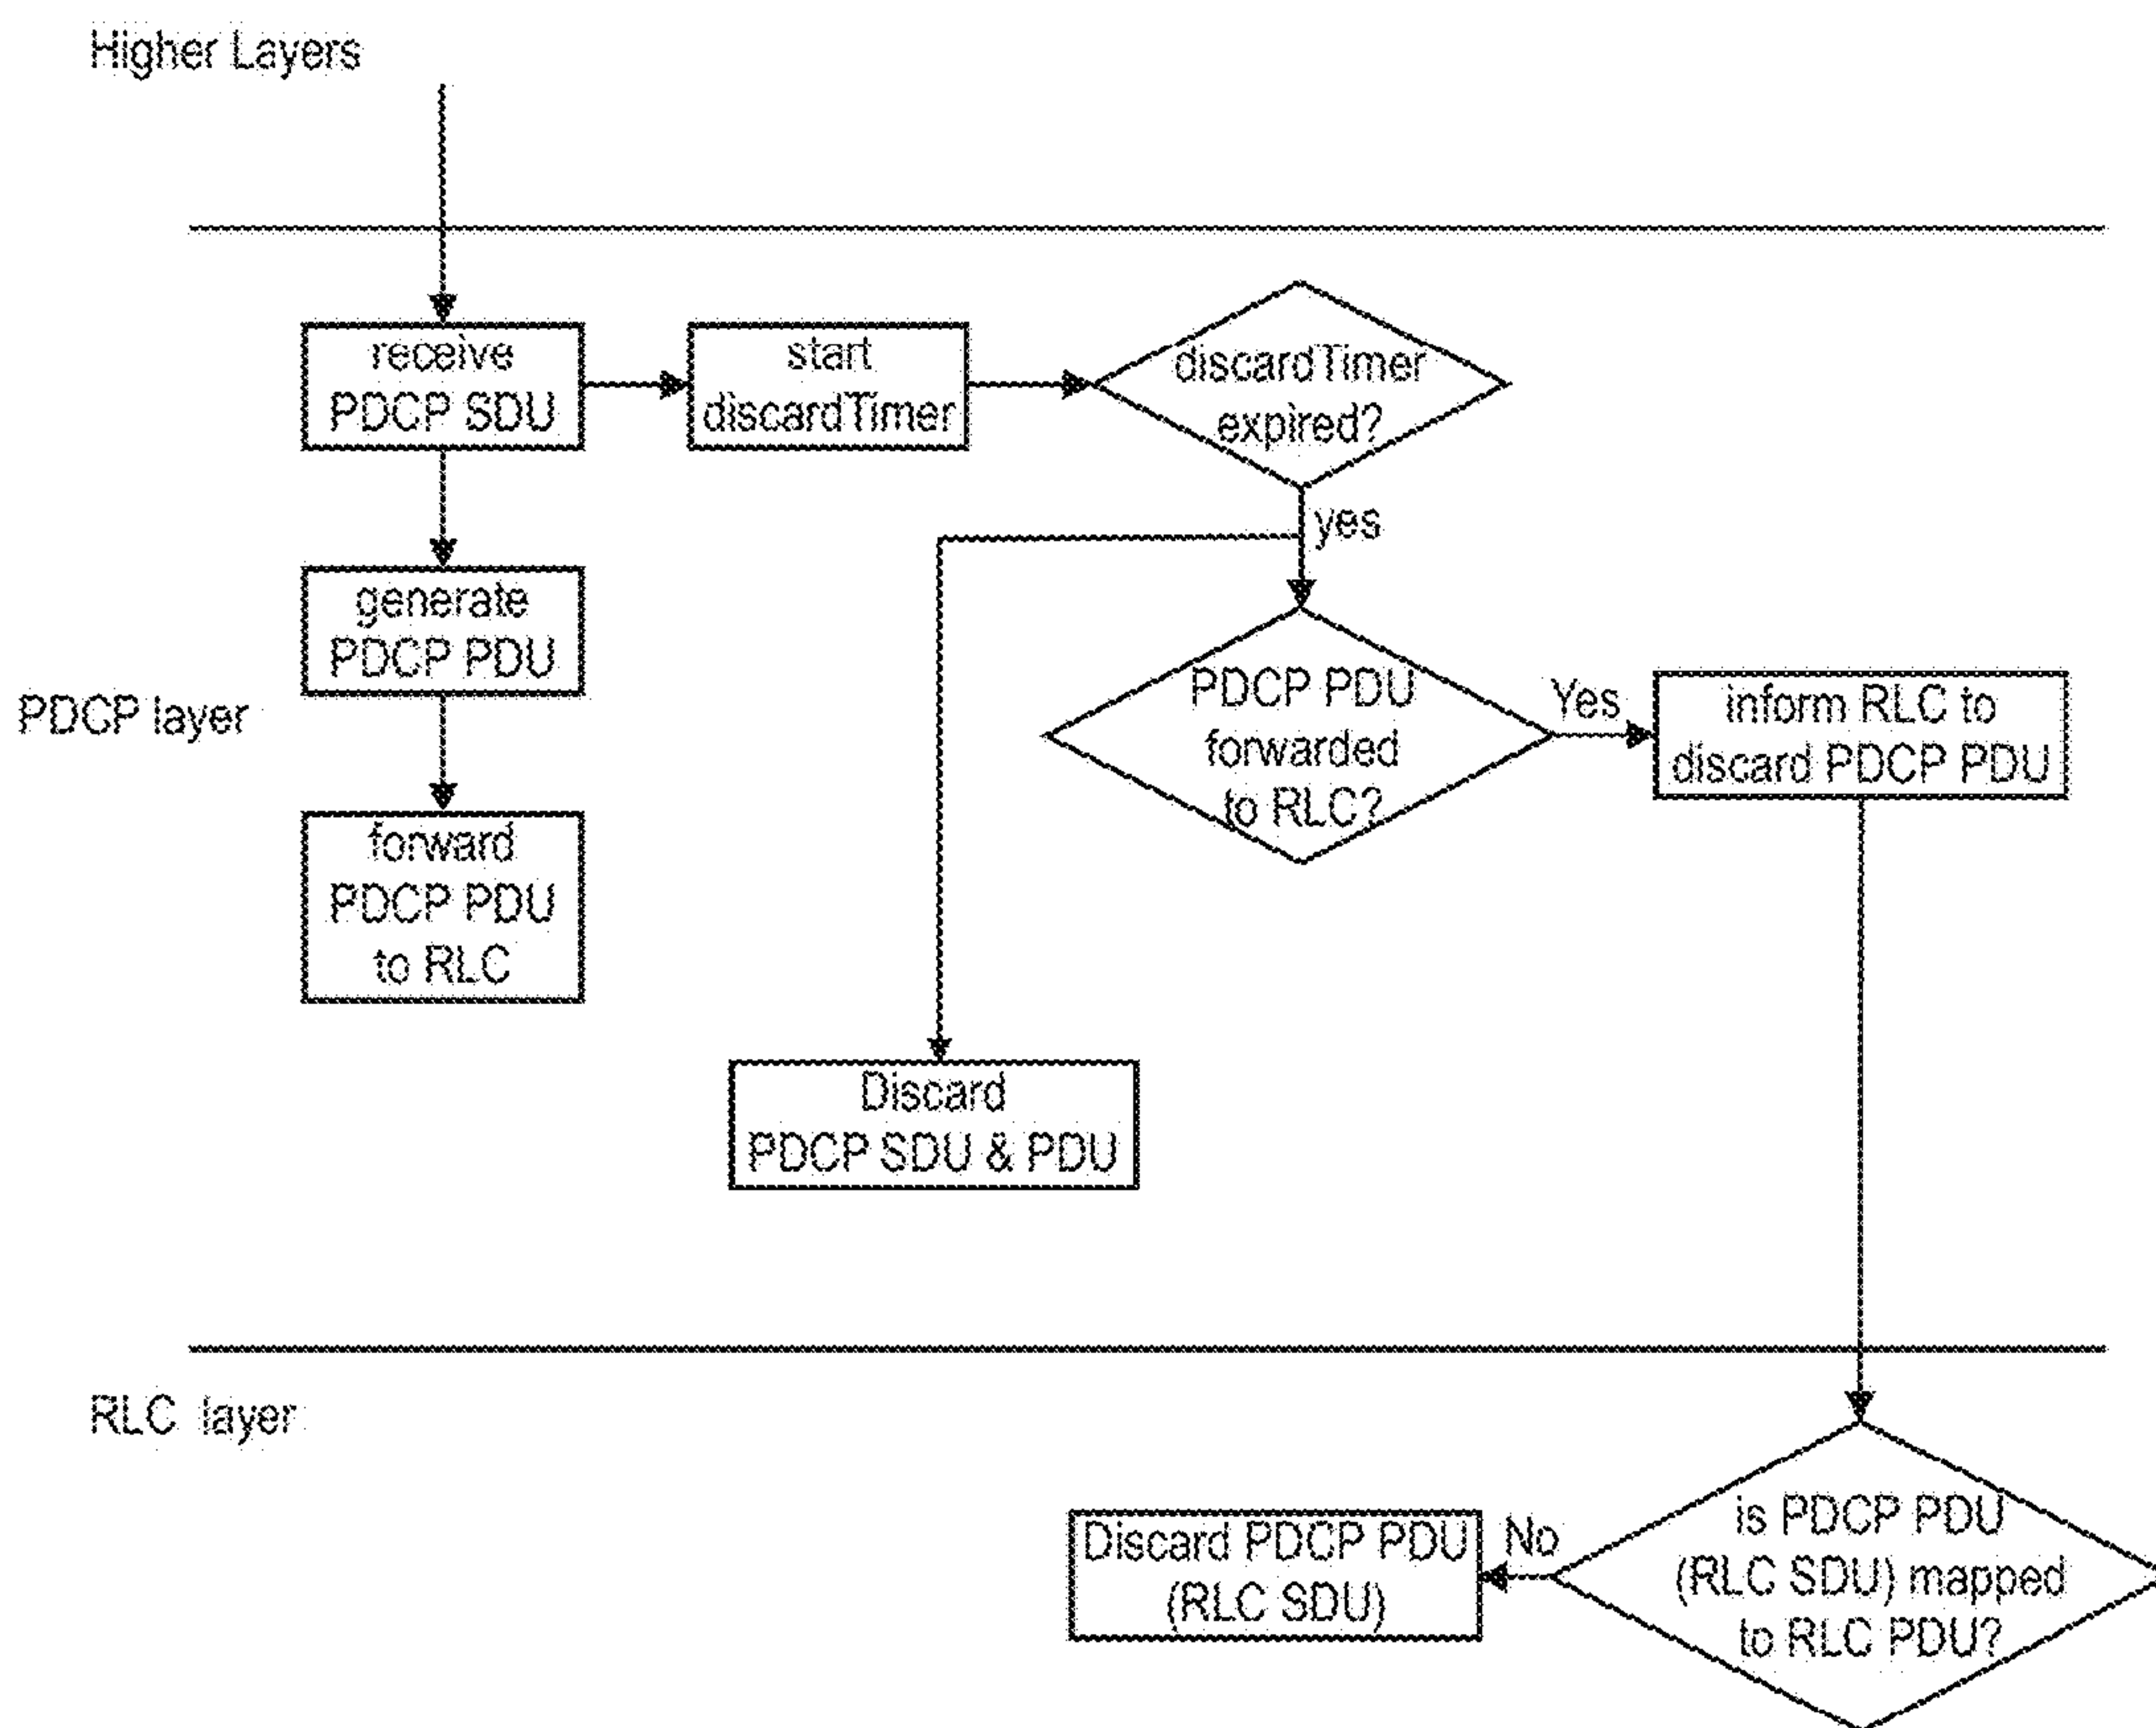 Higher Layers
receive
PDCP SDU
start
discardTimer
discardTimer
expired?
yes
generate
PDCP PDU
PDCP layer
PDCP PDU
forwarded
to RLC?
Yes
inform RLC to
discard PDCP PDU
forward
PDCP PDU
to RLC
Discard
PDCP SDU & PDU
RLC layer
Discard PDCP PDU
(RLC SDU)
No
is PDCP PDU
(RLC SDU) mapped
to RLC PDU?